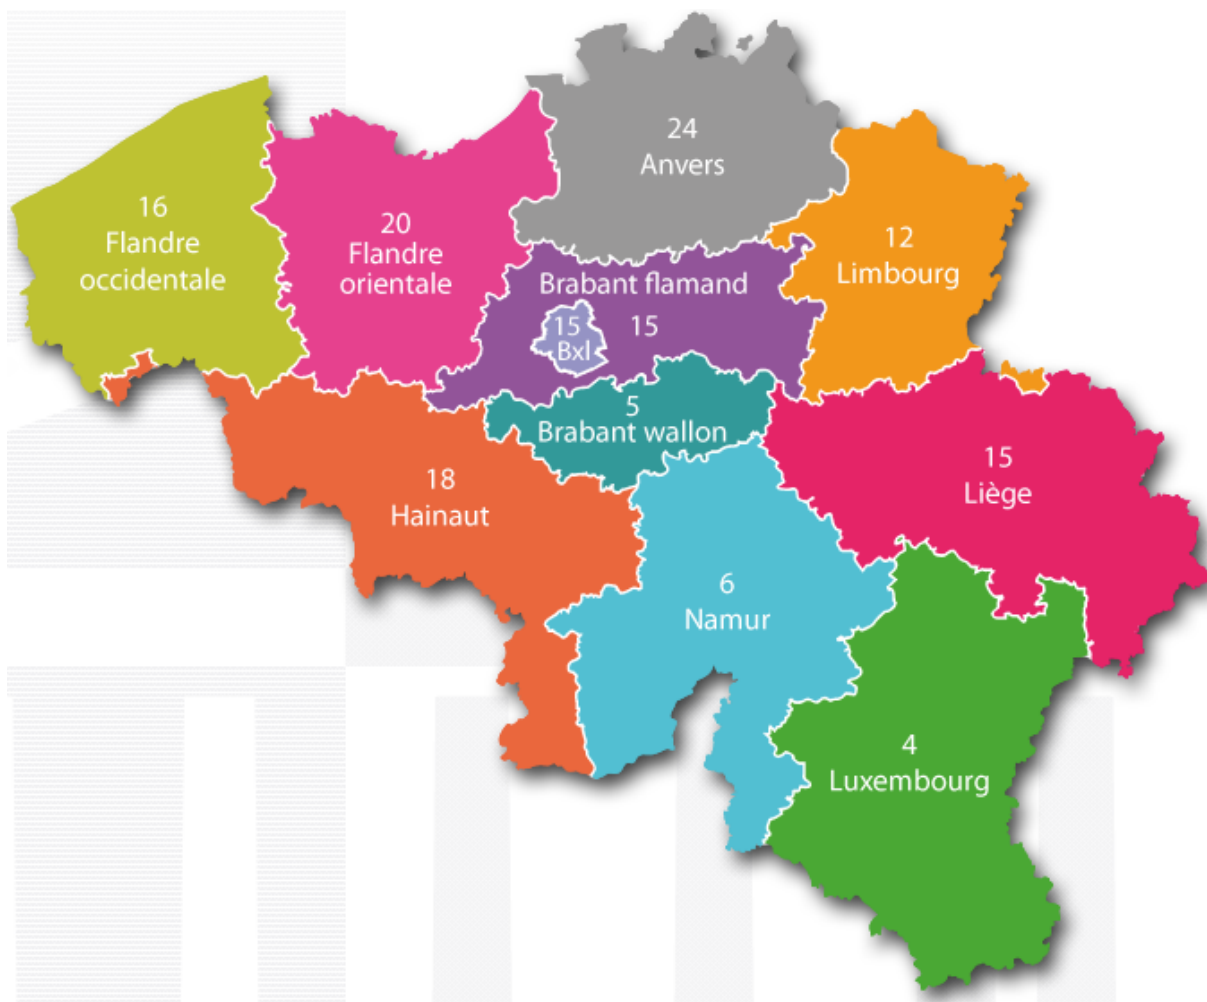 24
Anvers
16
Flandre
occidentale
20
Flandre
orientale
12
Limbourg
Brabant flamand
15
Bxl
15
5
Brabant wallon
18
Hainaut
15
Liège
6
Namur
4
Luxembourg